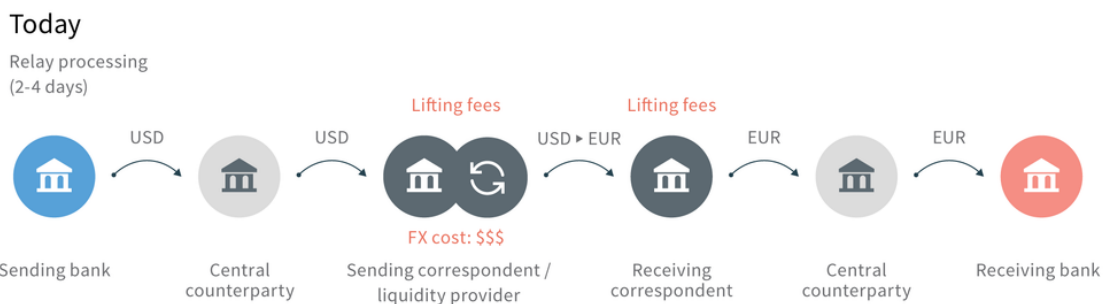 Today
Relay processing
(2-4 days)
Lifting fees
Lifting fees
USD
USD
USD ▸ EUR
EUR
EUR
FX cost: $$$
Sending bank
Central
counterparty
Sending correspondent /
liquidity provider
Receiving
correspondent
Central
counterparty
Receiving bank